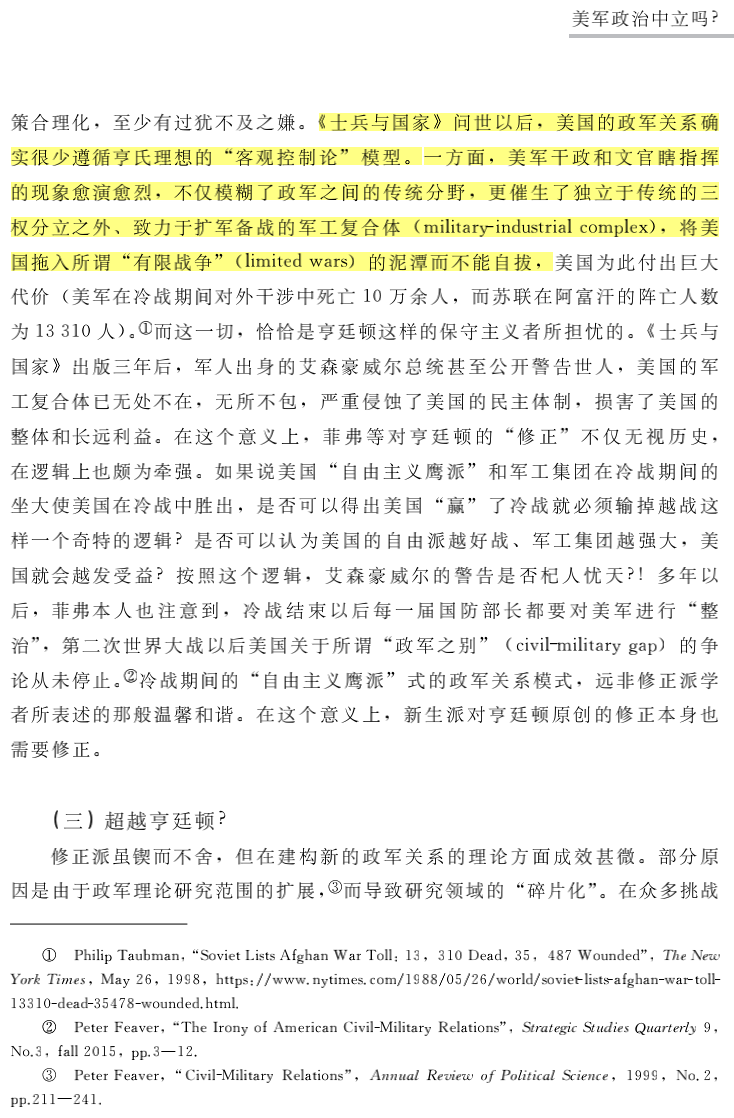 美军政治中立吗?
策合理化，至少有过犹不及之嫌。《士兵与国家》问世以后，美国的政军关系确
实很少遵循亨氏理想的“客观控制论”模型。一方面，美军干政和文官瞎指挥
的现象愈演愈烈，不仅模糊了政军之间的传统分野，更催生了独立于传统的三
权分立之外、致力于扩军备战的军工复合体（military-industrial complex），将美
国拖入所谓“有限战争”（limited wars）的泥潭而不能自拔，美国为此付出巨大
代价（美军在冷战期间对外干涉中死亡 10 万余人，而苏联在阿富汗的阵亡人数
为 13 310 人）。①而这一切，恰恰是亨廷顿这样的保守主义者所担忧的。《士兵与
国家》出版三年后，军人出身的艾森豪威尔总统甚至公开警告世人，美国的军
工复合体已无处不在，无所不包，严重侵蚀了美国的民主体制，损害了美国的
整体和长远利益。在这个意义上，菲弗等对亨廷顿的“修正”不仅无视历史，
在逻辑上也颇为牵强。如果说美国“自由主义鹰派”和军工集团在冷战期间的
坐大使美国在冷战中胜出，是否可以得出美国“赢”了冷战就必须输掉越战这
样一个奇特的逻辑? 是否可以认为美国的自由派越好战、军工集团越强大，美
国就会越发受益? 按照这个逻辑，艾森豪威尔的警告是否杞人忧天?! 多年以
后，菲弗本人也注意到，冷战结束以后每一届国防部长都要对美军进行“整
治”，第二次世界大战以后美国关于所谓“政军之别”（civil-military gap）的争
论从未停止。②冷战期间的“自由主义鹰派”式的政军关系模式，远非修正派学
者所表述的那般温馨和谐。在这个意义上，新生派对亨廷顿原创的修正本身也
需要修正。
(三) 超越亨廷顿?
修正派虽锲而不舍，但在建构新的政军关系的理论方面成效甚微。部分原
因是由于政军理论研究范围的扩展，③而导致研究领域的“碎片化”。在众多挑战
① Philip Taubman, “Soviet Lists Afghan War Toll: 13, 310 Dead, 35, 487 Wounded”, The New
York Times, May 26, 1998, https://www.nytimes.com/1988/05/26/world/soviet-lists-afghan-war-toll-
13310-dead-35478-wounded.html.
② Peter Feaver, “The Irony of American Civil-Military Relations”, Strategic Studies Quarterly 9,
No.3, fall 2015, pp.3—12.
③ Peter Feaver, “Civil-Military Relations”, Annual Review of Political Science, 1999, No.2,
pp.211—241.